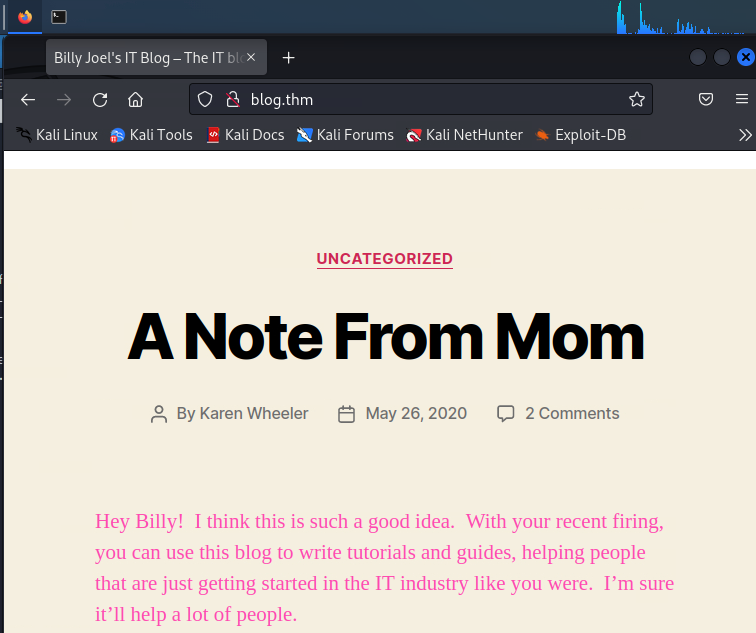 Billy Joel's IT Blog – The IT blo
blog.thm
Kali Linux Kali Tools Kali Docs Kali Forums Kali NetHunter Exploit-DB
UNCATEGORIZED
A Note From Mom
By Karen Wheeler May 26, 2020 2 Comments
Hey Billy!  I think this is such a good idea.  With your recent firing,
you can use this blog to write tutorials and guides, helping people
that are just getting started in the IT industry like you were.  I’m sure
it’ll help a lot of people.